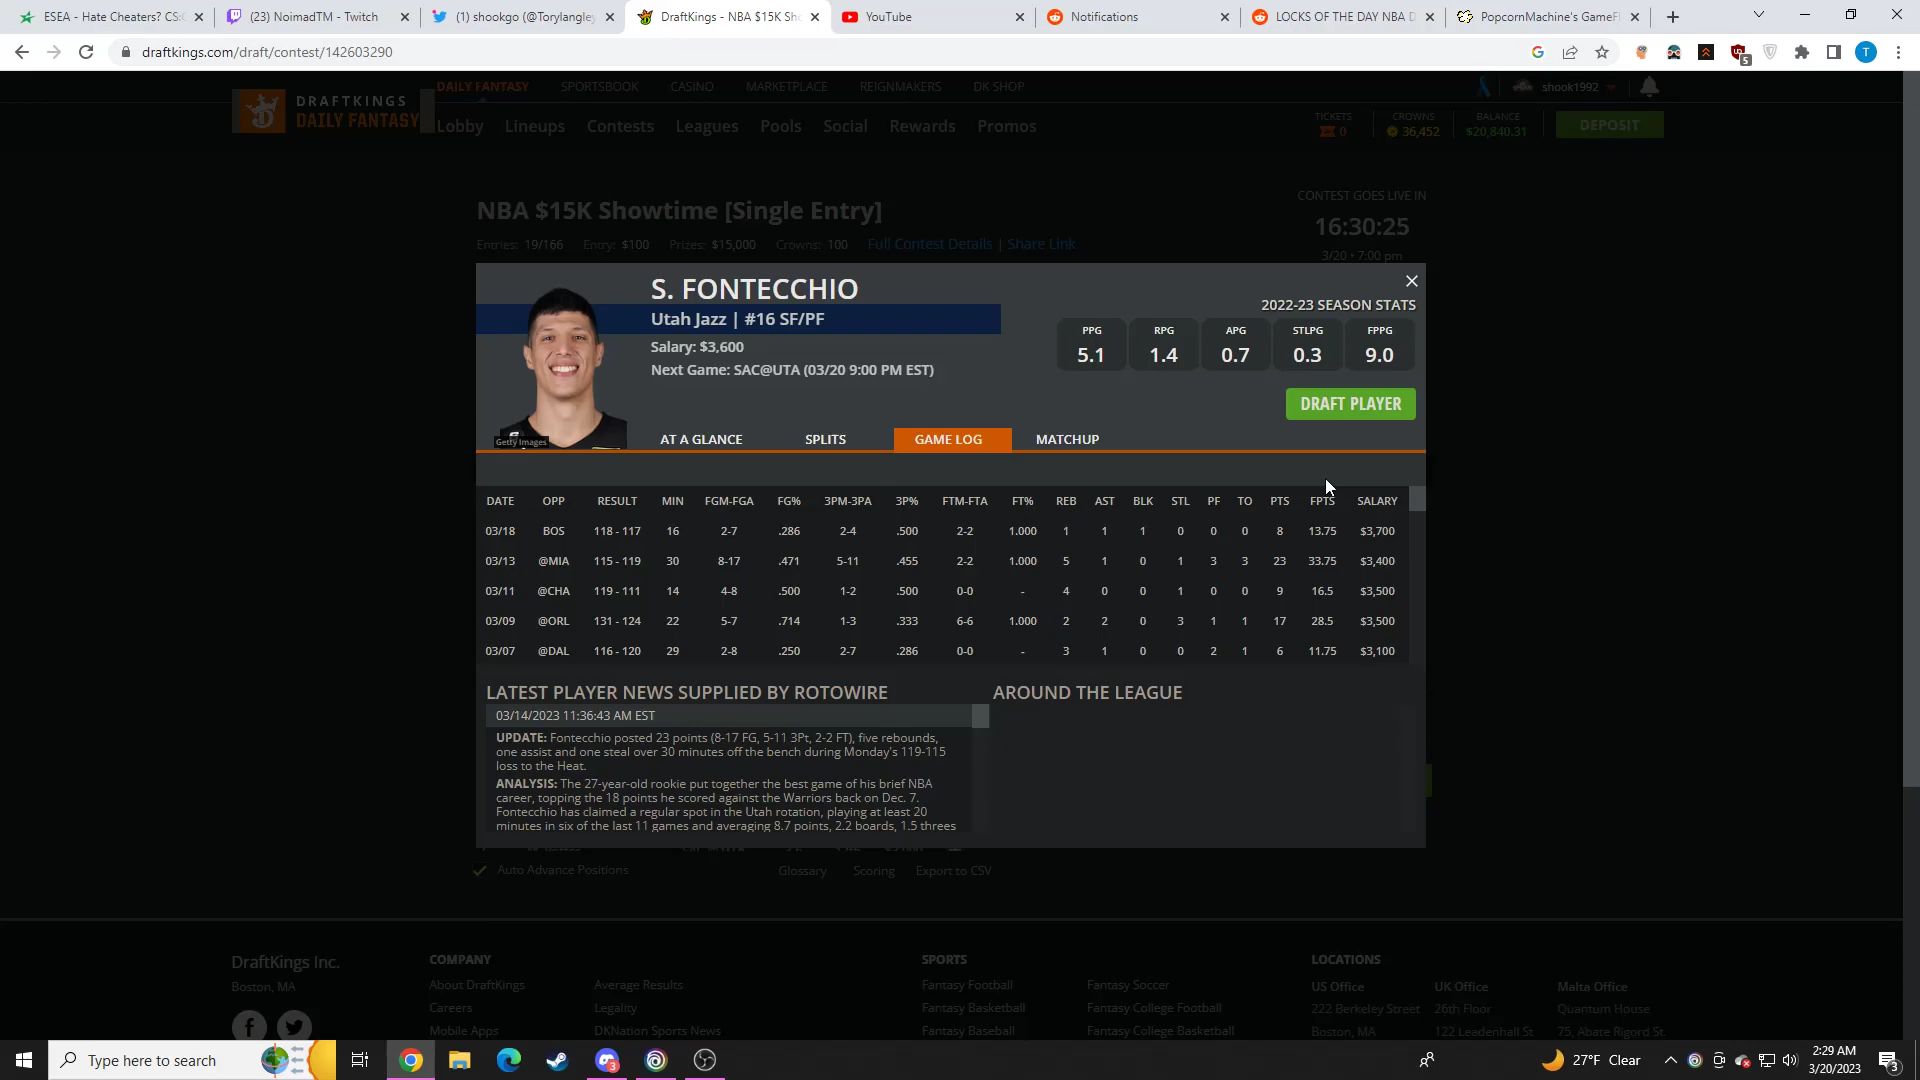 ESEA - Hate Cheaters? CS:G
(23) NoimadTM - Twitch
(1) shookgo (@Torylangley
DraftKings - NBA $15K Sho
YouTube
Notifications
LOCKS OF THE DAY NBA D
PopcornMachine's GameFl
draftkings.com/draft/contest/142603290
5
T
DRAFTKINGS
DAILY FANTASY
DAILY FANTASY
SPORTSBOOK
CASINO
MARKETPLACE
REIGNMAKERS
DK SHOP
shook1992
Lobby
Lineups
Contests
Leagues
Pools
Social
Rewards
Promos
TICKETS
0
CROWNS
36,452
BALANCE
$20,840.31
DEPOSIT
NBA $15K Showtime [Single Entry]
Entries: 19/166
Entry: $100
Prizes: $15,000
Crowns: 100
Full Contest Details | Share Link
CONTEST GOES LIVE IN
16:30:25
3/20 • 7:00 pm
S. FONTECCHIO
Utah Jazz | #16 SF/PF
Salary: $3,600
Next Game: SAC@UTA (03/20 9:00 PM EST)
Getty Images
2022-23 SEASON STATS
PPG RPG APG STLPG FPPG
5.1 1.4 0.7 0.3 9.0
DRAFT PLAYER
AT A GLANCE
SPLITS
GAME LOG
MATCHUP
DATE OPP RESULT MIN FGM-FGA FG% 3PM-3PA 3P% FTM-FTA FT% REB AST BLK STL PF TO PTS FPTS SALARY
03/18 BOS 118 - 117 16 2-7 .286 2-4 .500 2-2 1.000 1 1 1 0 0 0 8 13.75 $3,700
03/13 @MIA 115 - 119 30 8-17 .471 5-11 .455 2-2 1.000 5 1 0 1 3 3 23 33.75 $3,400
03/11 @CHA 119 - 111 14 4-8 .500 1-2 .500 0-0 - 4 0 0 1 0 0 9 16.5 $3,500
03/09 @ORL 131 - 124 22 5-7 .714 1-3 .333 6-6 1.000 2 2 0 3 1 1 17 28.5 $3,500
03/07 @DAL 116 - 120 29 2-8 .250 2-7 .286 0-0 - 3 1 0 0 2 1 6 11.75 $3,100
LATEST PLAYER NEWS SUPPLIED BY ROTOWIRE
AROUND THE LEAGUE
03/14/2023 11:36:43 AM EST
UPDATE: Fontecchio posted 23 points (8-17 FG, 5-11 3Pt, 2-2 FT), five rebounds,
one assist and one steal over 30 minutes off the bench during Monday's 119-115
loss to the Heat.
ANALYSIS: The 27-year-old rookie put together the best game of his brief NBA
career, topping the 18 points he scored against the Warriors back on Dec. 7.
Fontecchio has claimed a regular spot in the Utah rotation, playing at least 20
minutes in six of the last 11 games and averaging 8.7 points, 2.2 boards, 1.5 threes
Auto Advance Positions
Glossary
Scoring
Export to CSV
DraftKings Inc.
Boston, MA
COMPANY
About DraftKings
Careers
Mobile Apps
Average Results
Legality
DKNation Sports News
SPORTS
Fantasy Football
Fantasy Basketball
Fantasy Baseball
Fantasy Soccer
Fantasy College Football
Fantasy College Basketball
LOCATIONS
US Office
222 Berkeley Street
Boston, MA
UK Office
26th Floor
122 Leadenhall St
Malta Office
Quantum House
75, Abate Rigord St.
Type here to search
3
27°F Clear
2:29 AM
3/20/2023
3